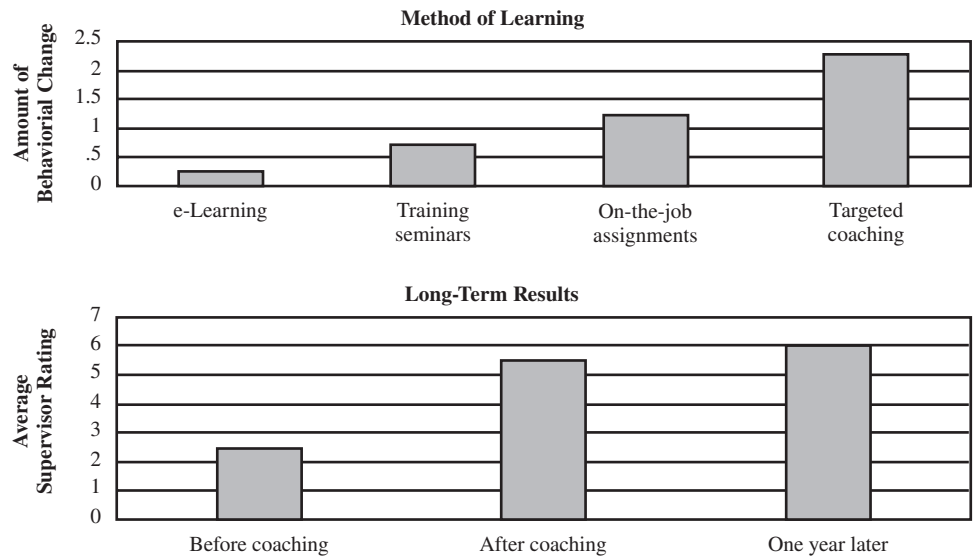 Method of Learning
Amount of
Behaviorial Change
2.5
2
1.5
1
.5
0
e-Learning
Training
seminars
On-the-job
assignments
Targeted
coaching
Long-Term Results
Average
Supervisor Rating
7
6
5
4
3
2
1
0
Before coaching
After coaching
One year later